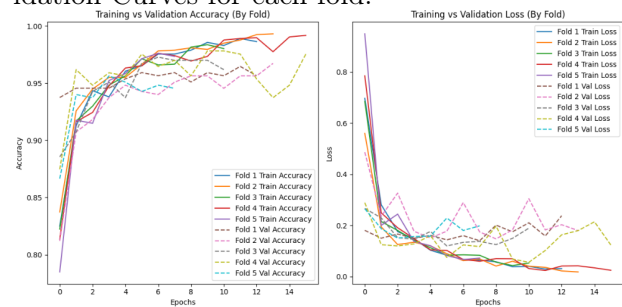 idation Curves for each fold.
Training vs Validation Accuracy (By Fold)
1.00
0.95
0.90
0.85
0.80
Accuracy
0 2 4 6 8 10 12 14
Epochs
Fold 1 Train Accuracy
Fold 2 Train Accuracy
Fold 3 Train Accuracy
Fold 4 Train Accuracy
Fold 5 Train Accuracy
Fold 1 Val Accuracy
Fold 2 Val Accuracy
Fold 3 Val Accuracy
Fold 4 Val Accuracy
Fold 5 Val Accuracy
Training vs Validation Loss (By Fold)
0.8
0.6
0.4
0.2
0.0
Loss
0 2 4 6 8 10 12 14
Epochs
Fold 1 Train Loss
Fold 2 Train Loss
Fold 3 Train Loss
Fold 4 Train Loss
Fold 5 Train Loss
Fold 1 Val Loss
Fold 2 Val Loss
Fold 3 Val Loss
Fold 4 Val Loss
Fold 5 Val Loss